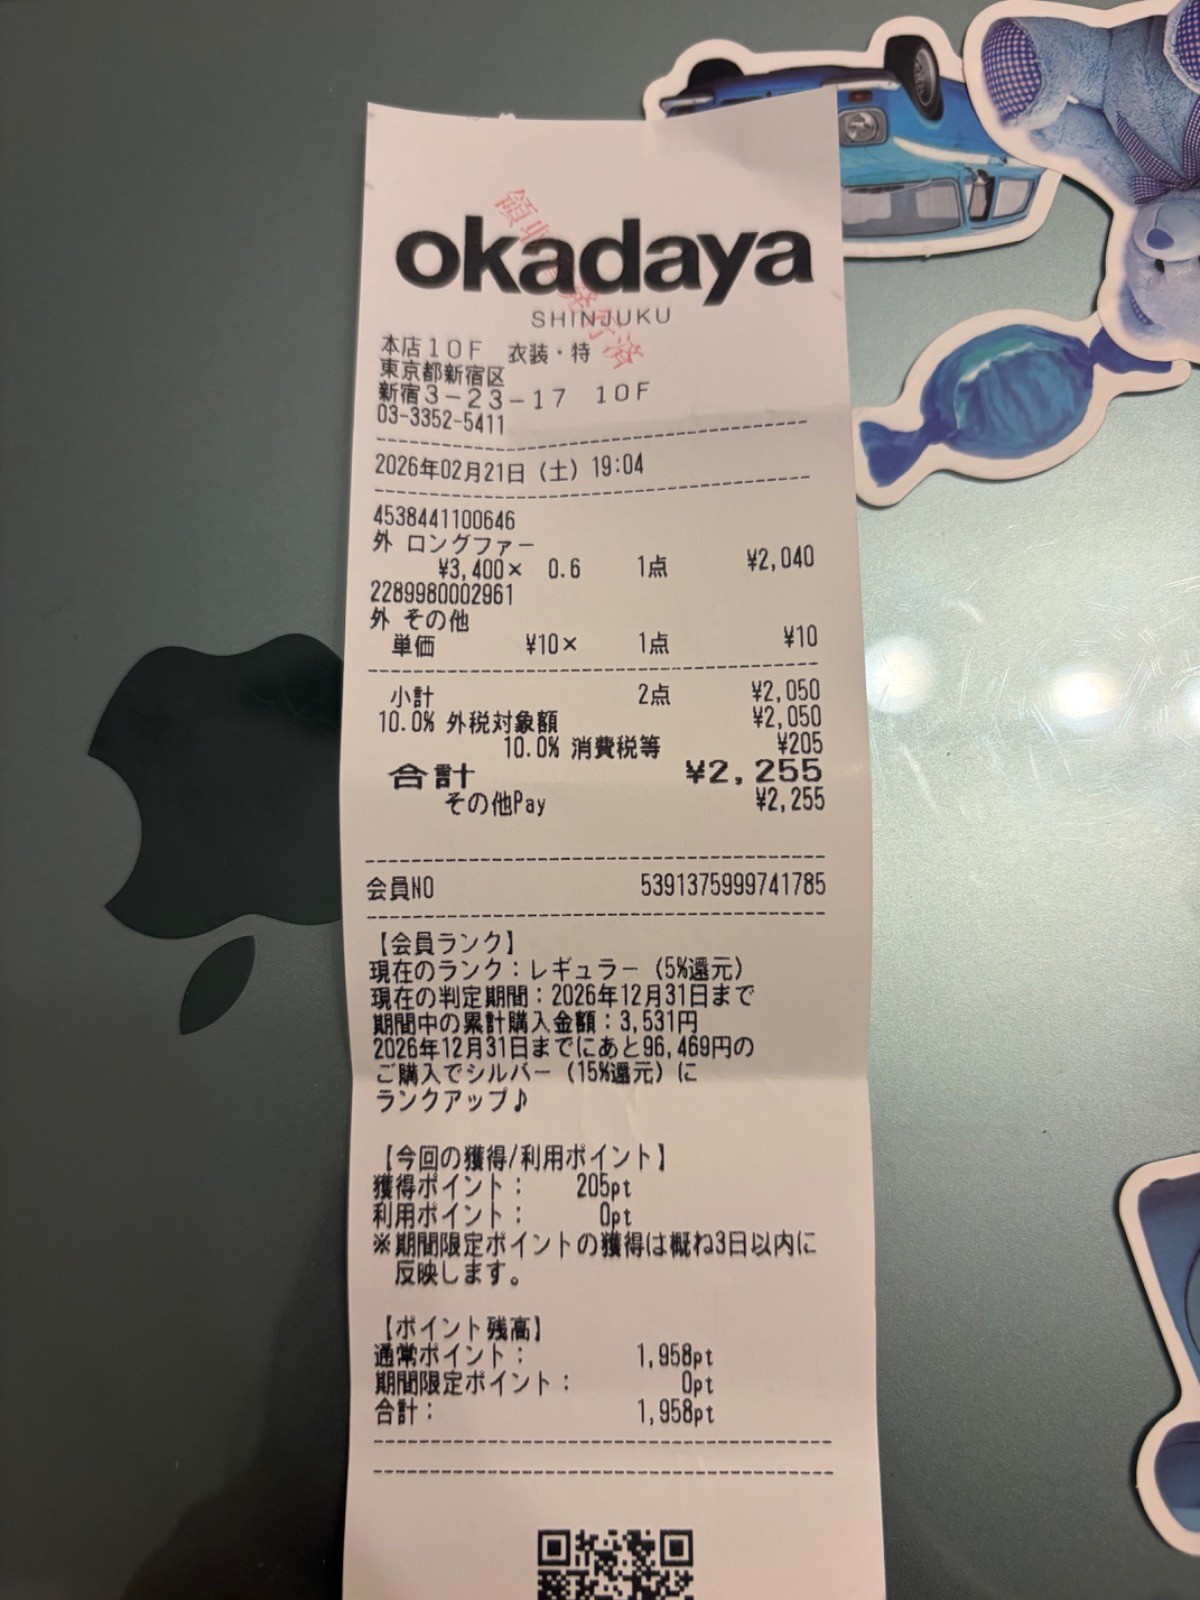 okadaya
SHINJUKU
領収書発行済
本店10F 衣装・特
東京都新宿区
新宿3-23-17 10F
03-3352-5411
2026年02月21日(土)19:04
4538441100646
外 ロングファー
¥3,400× 0.6 1点 ¥2,040
2289980002961
外 その他
単価 ¥10× 1点 ¥10
小計 2点 ¥2,050
10.0% 外税対象額 ¥2,050
10.0% 消費税等 ¥205
合計 ¥2,255
その他Pay ¥2,255
会員NO 5391375999741785
【会員ランク】
現在のランク:レギュラー(5%還元)
現在の判定期間:2026年12月31日まで
期間中の累計購入金額:3,531円
2026年12月31日までにあと96,469円の
ご購入でシルバー(15%還元)に
ランクアップ♪
【今回の獲得/利用ポイント】
獲得ポイント: 205pt
利用ポイント: 0pt
※期間限定ポイントの獲得は概ね3日以内に
反映します。
【ポイント残高】
通常ポイント: 1,958pt
期間限定ポイント: 0pt
合計: 1,958pt